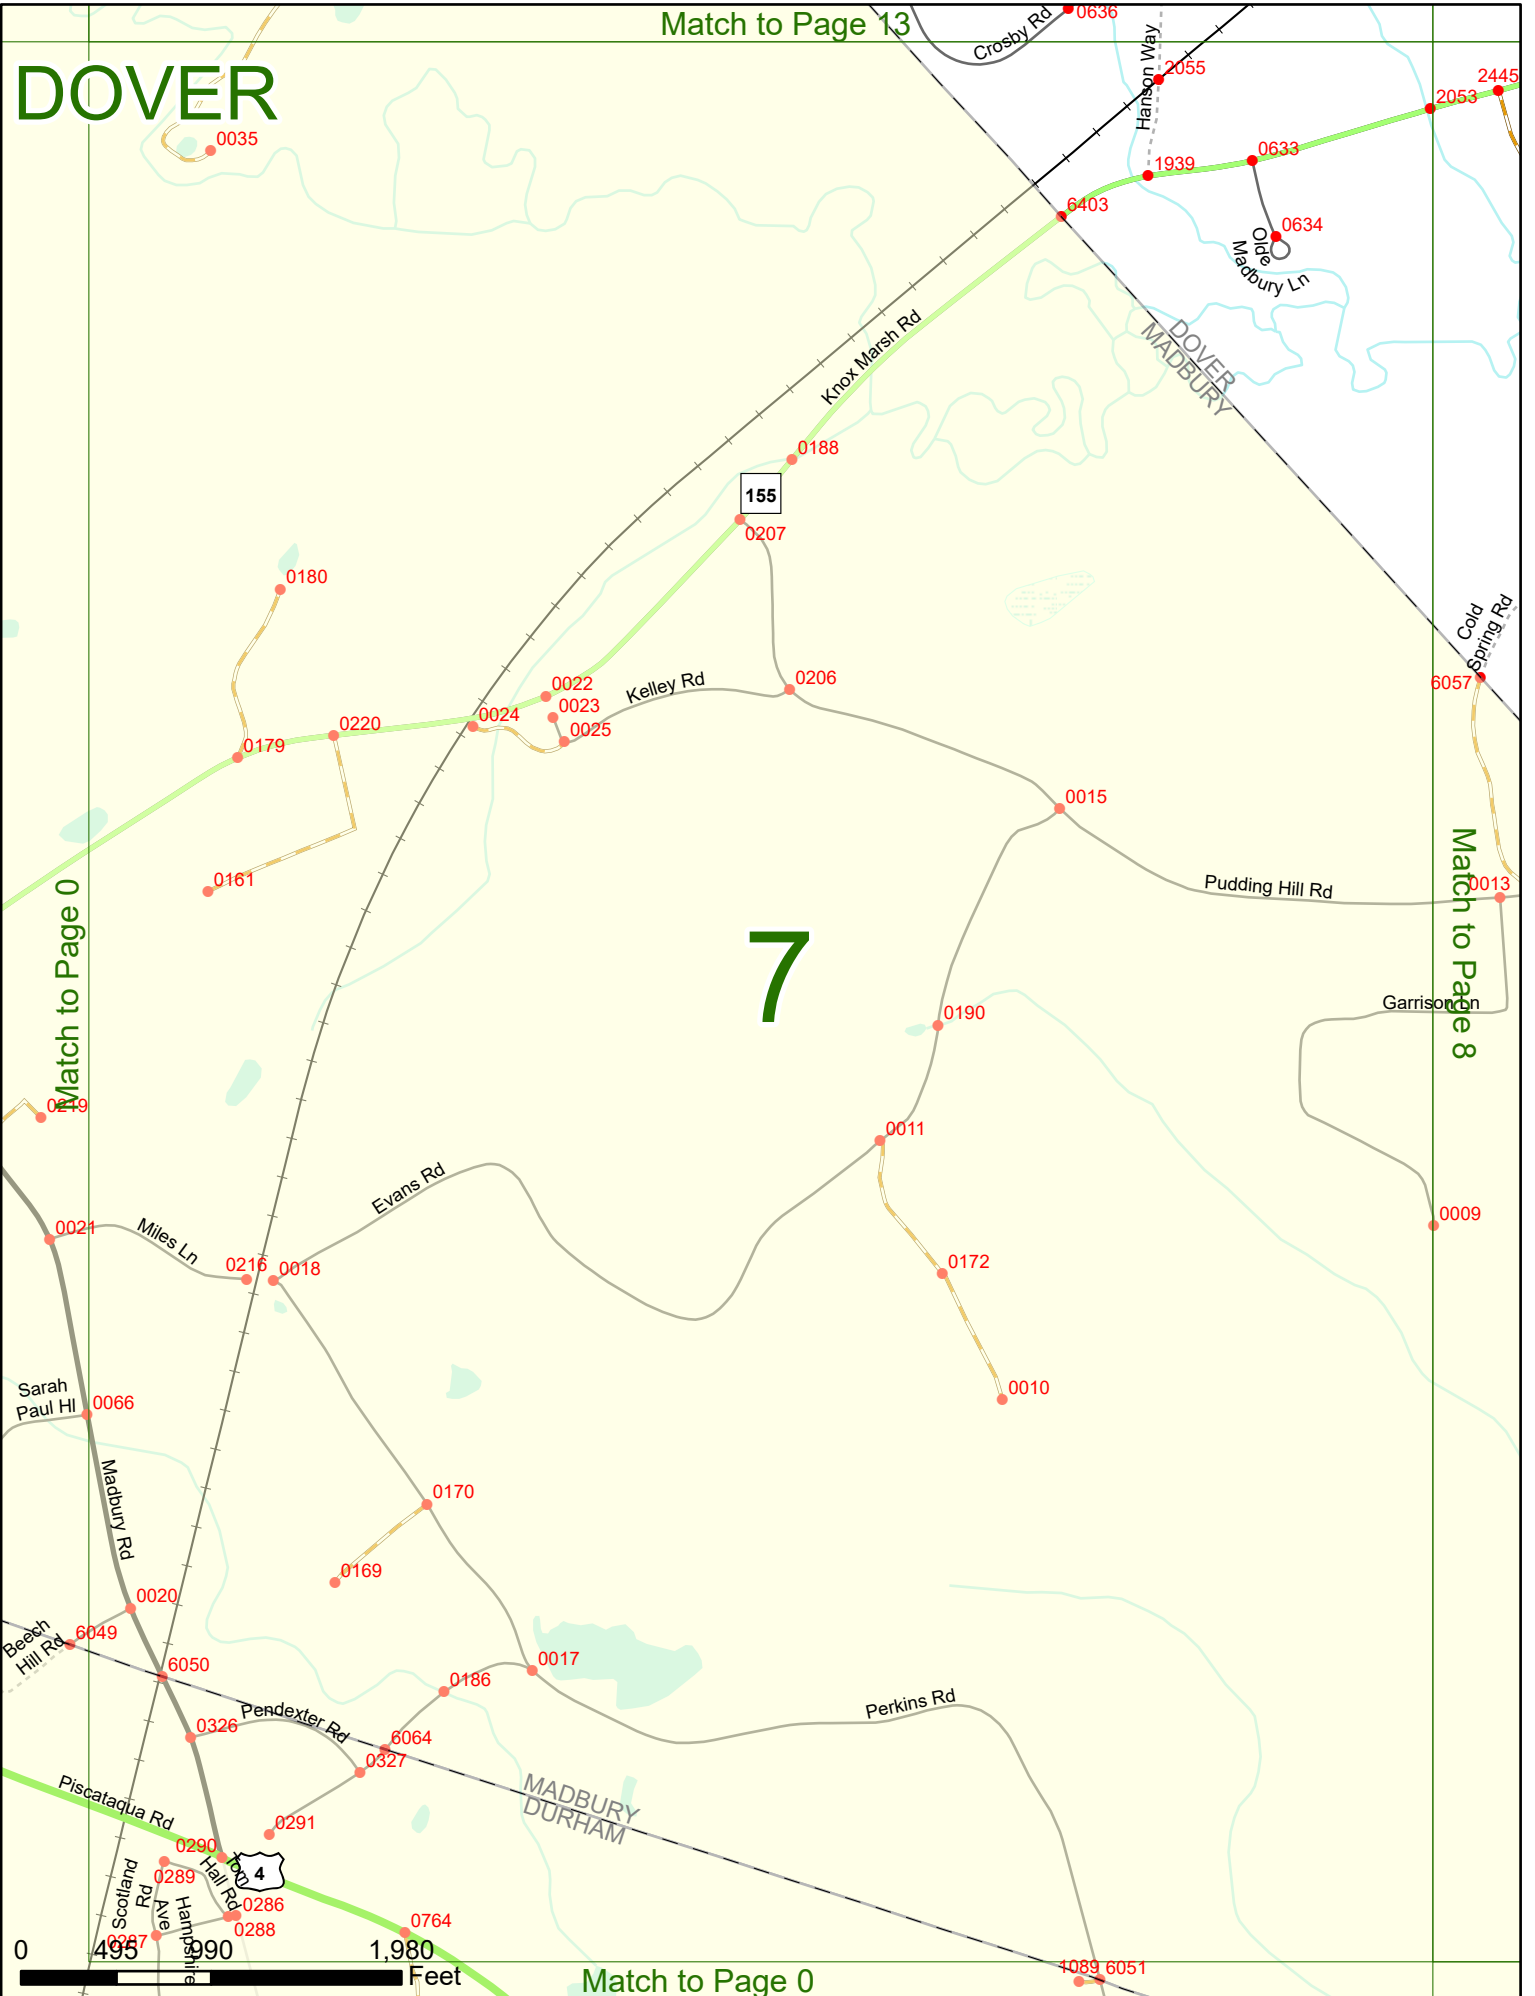 Match to Page 13
DOVER
0636
Crosby Rd
Hanson Way
2055
2445
2053
0035
0633
1939
6403
0634
Olde
Madbury Ln
Knox Marsh Rd
DOVER
MADBURY
0188
155
0207
0180
Cold
Spring Rd
6057
0206
Kelley Rd
0022
0023
0024
0025
0220
0179
0015
0161
Pudding Hill Rd
0013
Match to Page 0
Match to Page 8
7
Garrison Ln
0190
0219
0011
Evans Rd
0009
0021
Miles Ln
0216
0018
0172
Sarah
Paul Hl
0066
0010
Madbury Rd
0170
0169
0020
Beech
Hill Rd
6049
6050
0017
0186
Perkins Rd
Pendexter Rd
0326
6064
0327
MADBURY
DURHAM
Piscataqua Rd
0291
0290
0289
Tom
Hall Rd
4
Scotland
Rd
Hampshire
Ave
0286
0288
0287
0764
0 495 990 1,980
Feet
Match to Page 0
1089
6051